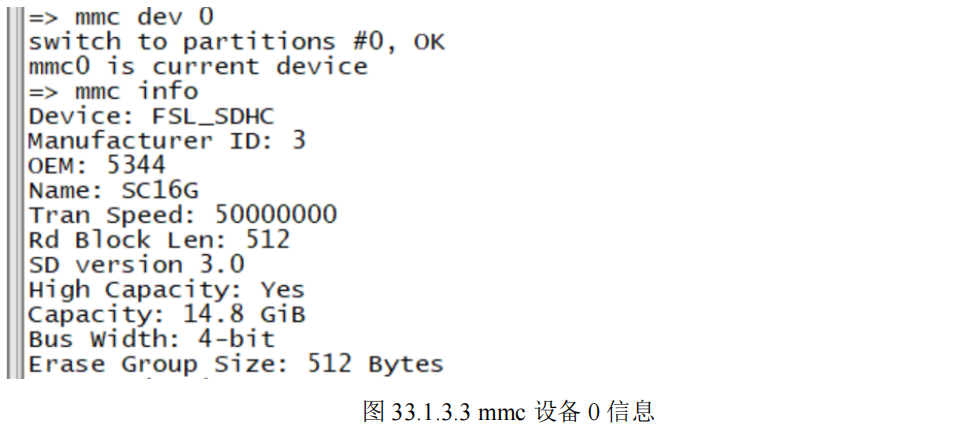 => mmc dev 0
switch to partitions #0, OK
mmc0 is current device
=> mmc info
Device: FSL_SDHC
Manufacturer ID: 3
OEM: 5344
Name: SC16G
Tran Speed: 50000000
Rd Block Len: 512
SD version 3.0
High Capacity: Yes
Capacity: 14.8 GiB
Bus Width: 4-bit
Erase Group Size: 512 Bytes
图 33.1.3.3 mmc 设备 0 信息